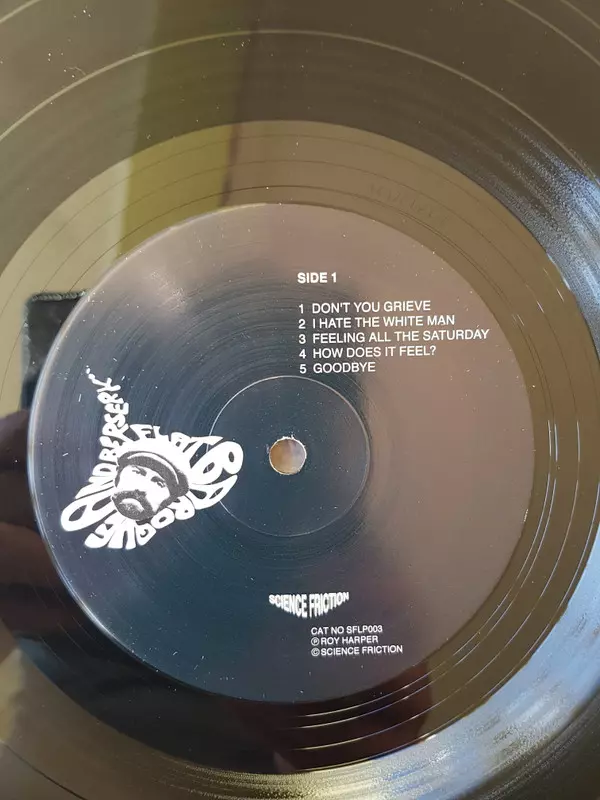 SIDE 1
1 DON'T YOU GRIEVE
2 I HATE THE WHITE MAN
3 FEELING ALL THE SATURDAY
4 HOW DOES IT FEEL?
5 GOODBYE
FLAT BAROQUE AND BERSERK
SCIENCE FRICTION
CAT NO SFLP003
℗ ROY HARPER
© SCIENCE FRICTION